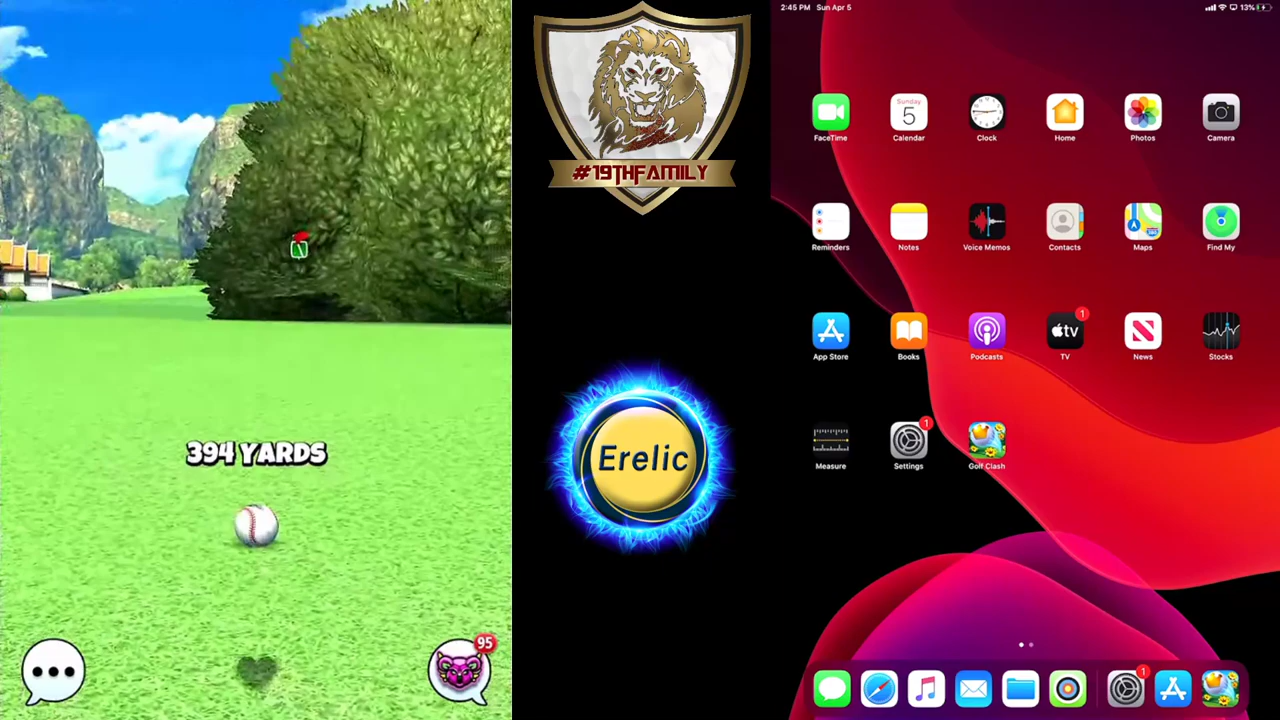 394 YARDS
95
#19THFAMILY
Erelic
2:45 PM Sun Apr 5
13%
FaceTime
Sunday
5
Calendar
Clock
Home
Photos
Camera
Reminders
Notes
Voice Memos
Contacts
Maps
Find My
App Store
Books
Podcasts
tv
1
TV
News
Stocks
Measure
1
Settings
Golf Clash
1